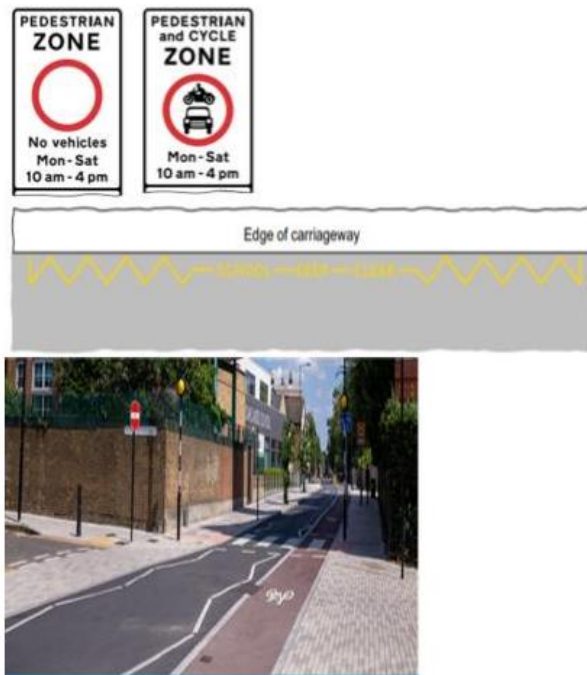 PEDESTRIAN
ZONE
No vehicles
Mon - Sat
10 am - 4 pm
PEDESTRIAN
and CYCLE
ZONE
Mon - Sat
10 am - 4 pm
Edge of carriageway
SCHOOL KEEP CLEAR